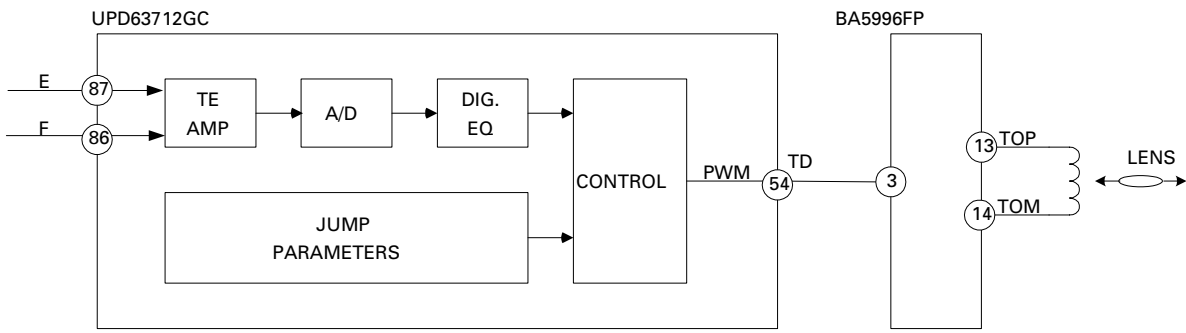 UPD63712GC
BA5996FP
E
87
F
86
TE
AMP
A/D
DIG.
EQ
CONTROL
PWM
54
TD
3
13
TOP
14
TOM
LENS
JUMP
PARAMETERS